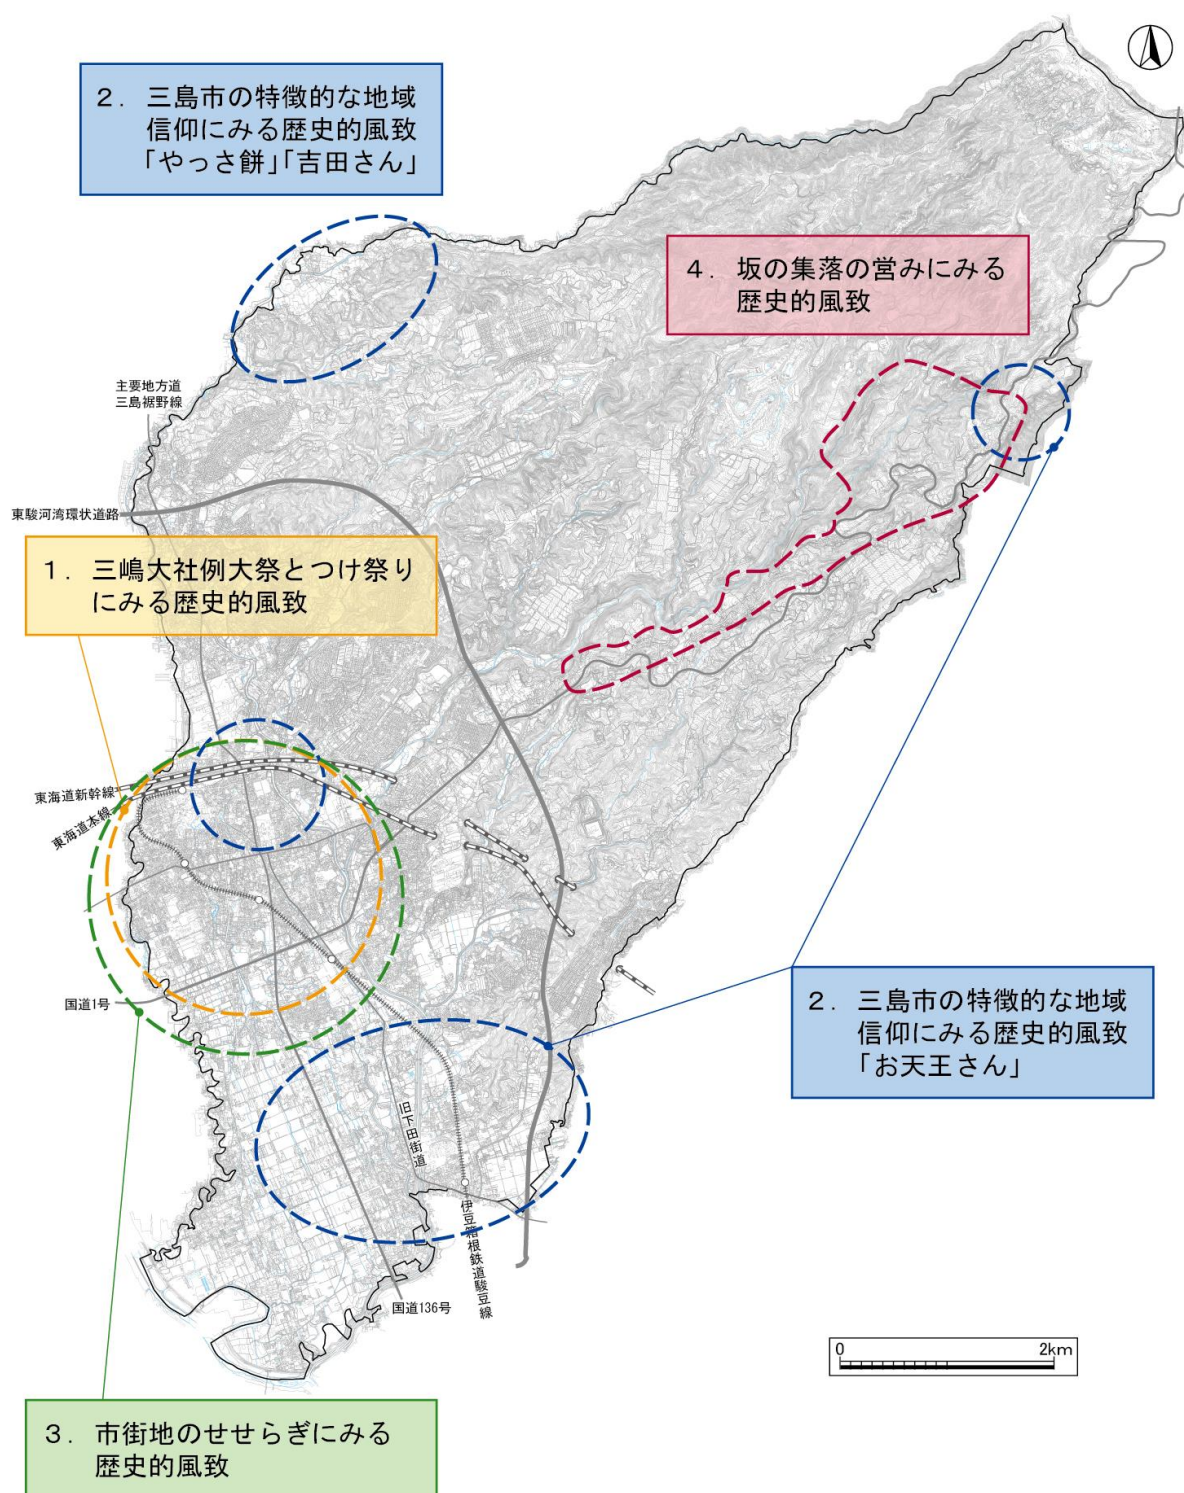 ２．三島市の特徴的な地域
信仰にみる歴史的風致
「やっさ餅」「吉田さん」
４．坂の集落の営みにみる
歴史的風致
主要地方道
三島裾野線
東駿河湾環状道路
１．三嶋大社例大祭とつけ祭り
にみる歴史的風致
東海道新幹線
東海道本線
国道1号
２．三島市の特徴的な地域
信仰にみる歴史的風致
「お天王さん」
旧下田街道
伊豆箱根鉄道駿豆線
国道136号
0 2km
３．市街地のせせらぎにみる
歴史的風致